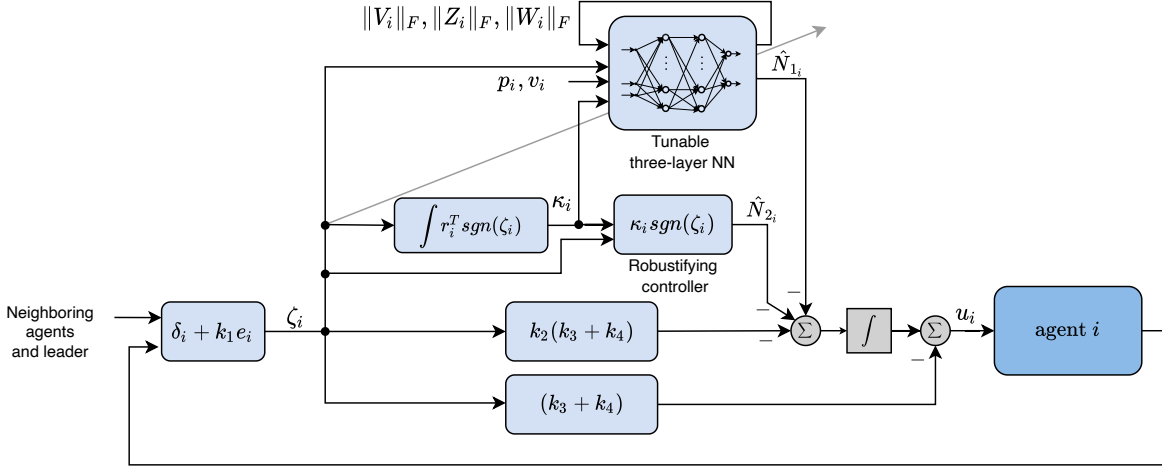 ‖V_i‖_F, ‖Z_i‖_F, ‖W_i‖_F
N̂_{1_i}
p_i, v_i
⋮ ⋮
Tunable
three-layer NN
∫ r_i^T sgn(ζ_i)
κ_i
κ_i sgn(ζ_i)
N̂_{2_i}
Robustifying
controller
Neighboring
agents
and leader
δ_i + k_1 e_i
ζ_i
k_2(k_3 + k_4)
−
−
−
Σ
∫
Σ
−
u_i
agent i
(k_3 + k_4)